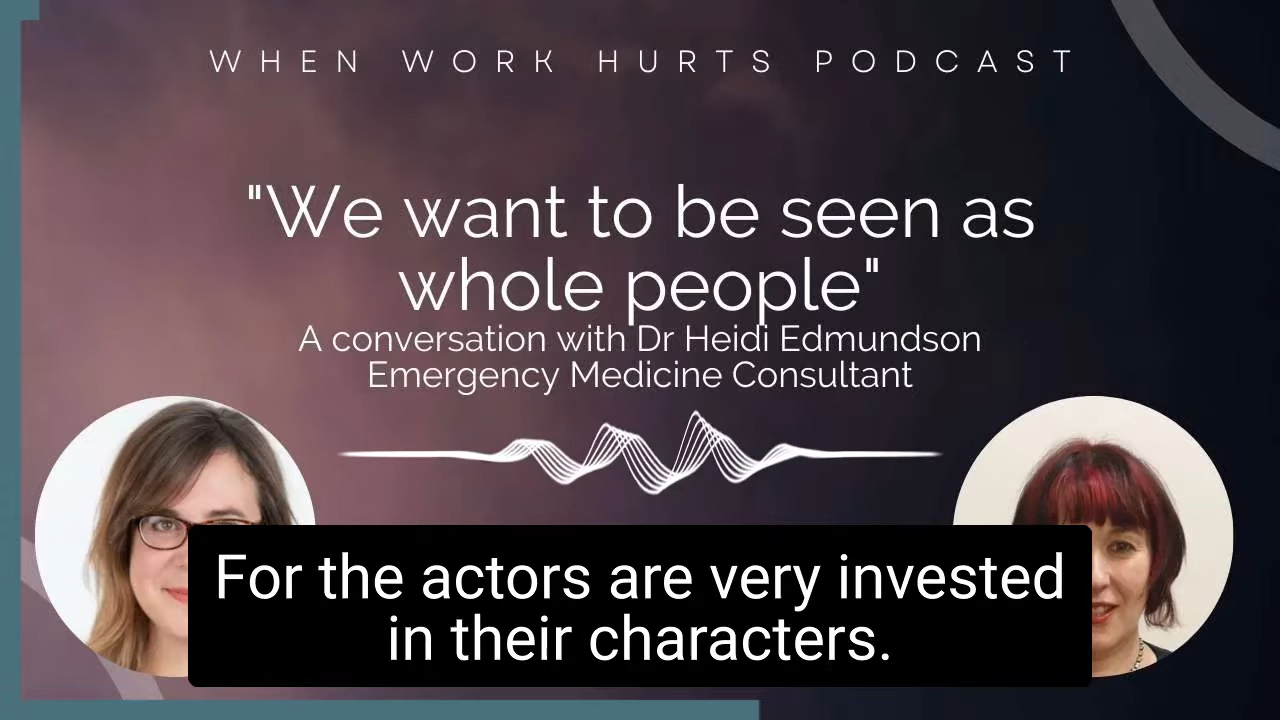 WHEN WORK HURTS PODCAST
"We want to be seen as
whole people"
A conversation with Dr Heidi Edmundson
Emergency Medicine Consultant
For the actors are very invested
in their characters.